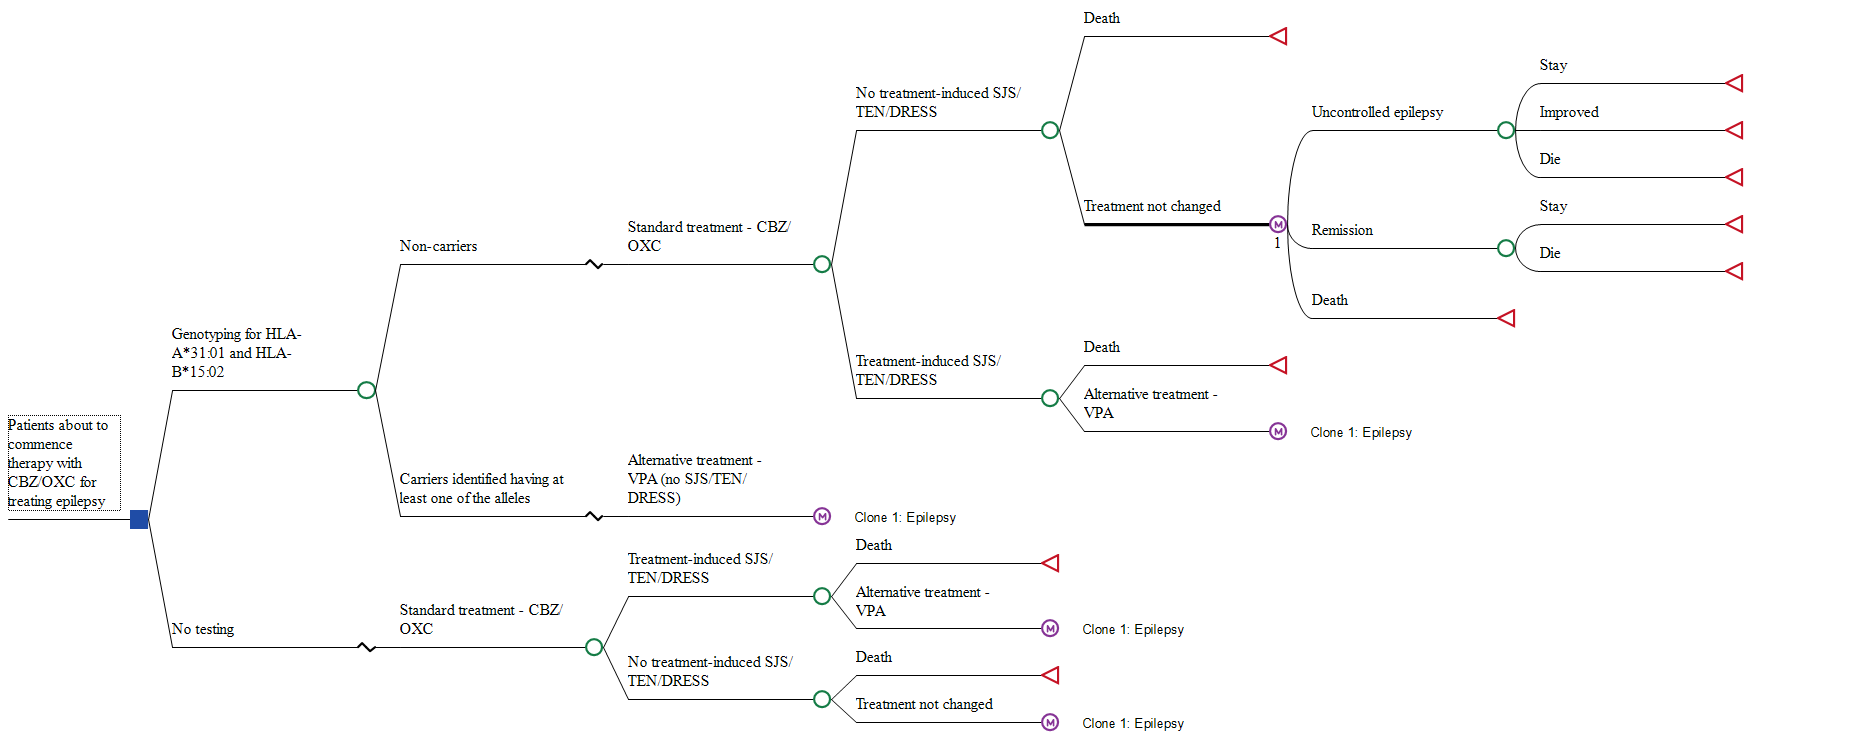 Patients about to
commence
therapy with
CBZ/OXC for
treating epilepsy
Genotyping for HLA-
A*31:01 and HLA-
B*15:02
Non-carriers
Standard treatment - CBZ/
OXC
No treatment-induced SJS/
TEN/DRESS
Death
Treatment not changed
M
1
Uncontrolled epilepsy
Stay
Improved
Die
Remission
Stay
Die
Death
Treatment-induced SJS/
TEN/DRESS
Death
Alternative treatment -
VPA
M
Clone 1: Epilepsy
Carriers identified having at
least one of the alleles
Alternative treatment -
VPA (no SJS/TEN/
DRESS)
M
Clone 1: Epilepsy
No testing
Standard treatment - CBZ/
OXC
Treatment-induced SJS/
TEN/DRESS
Death
Alternative treatment -
VPA
M
Clone 1: Epilepsy
No treatment-induced SJS/
TEN/DRESS
Death
Treatment not changed
M
Clone 1: Epilepsy